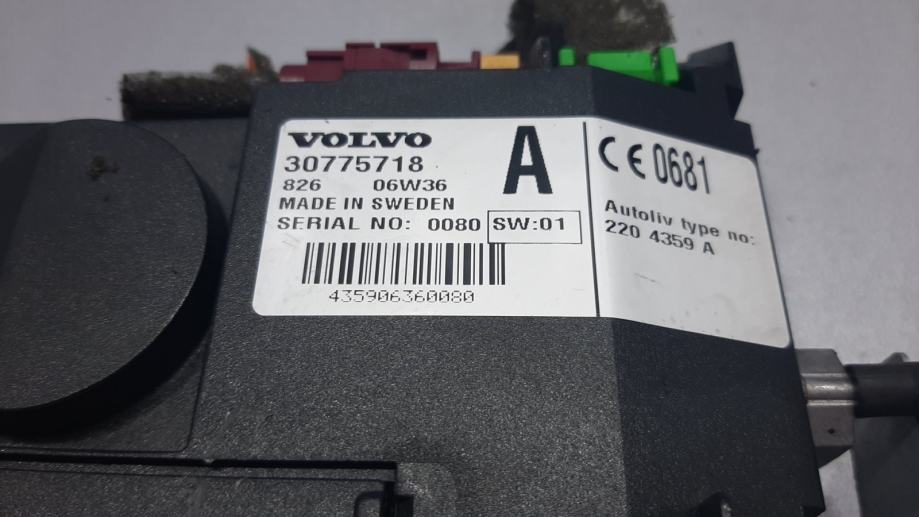 VOLVO
30775718
826 06W36
MADE IN SWEDEN
SERIAL NO: 0080 SW:01
435906360080
A
CE 0681
Autoliv type no:
220 4359 A